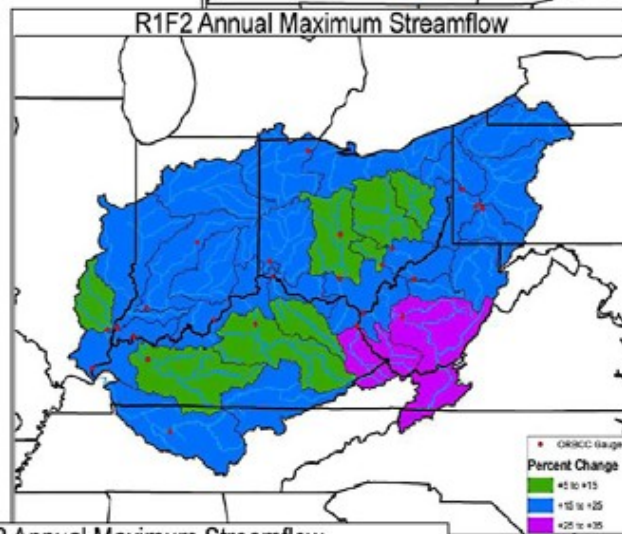 R1F2 Annual Maximum Streamflow
ORBCC Gauge
Percent Change
+5 to +15
+15 to +25
+25 to +35
Annual Maximum Streamflow